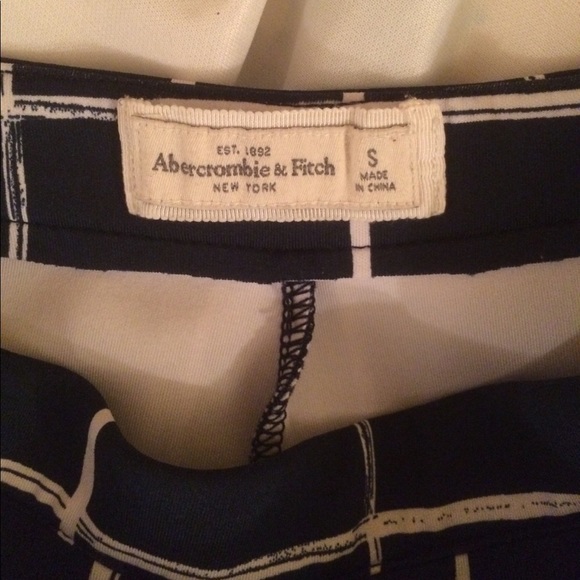 EST. 1892
Abercrombie & Fitch
NEW YORK
S
MADE
IN CHINA